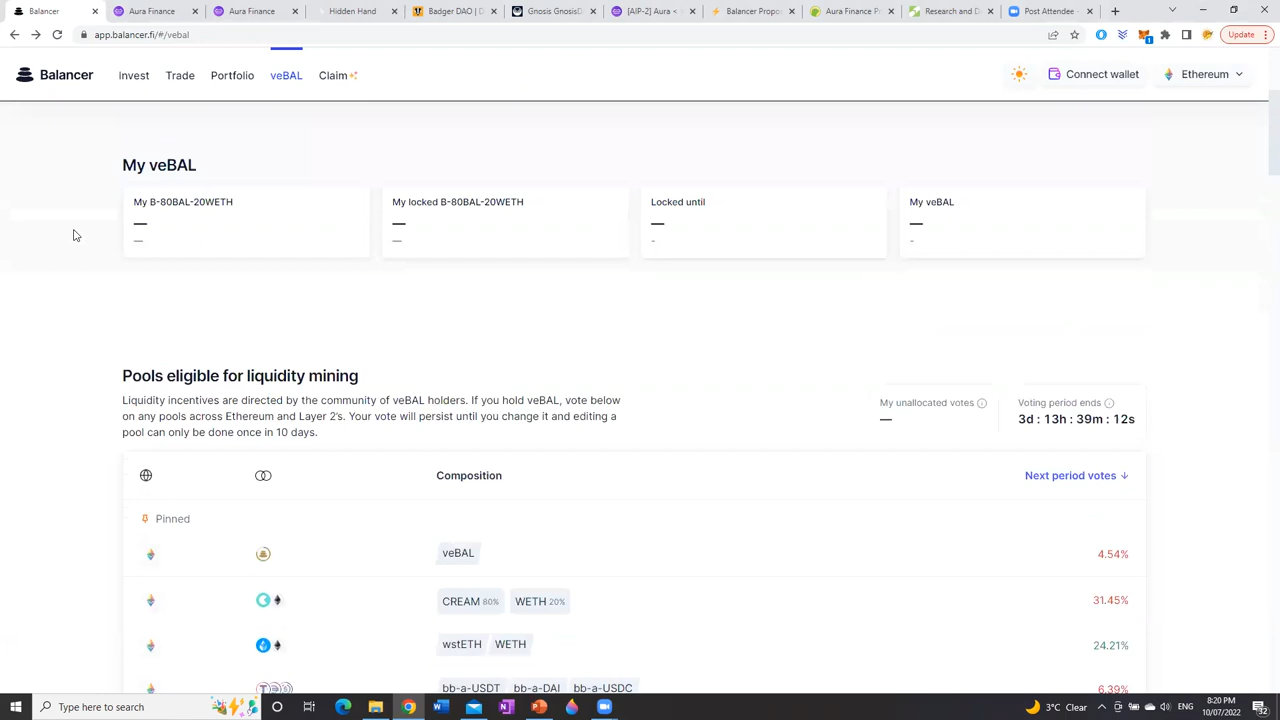 Balancer
Aura Finance
Aura Finance
Aura <
Hidden Hand
Badger DAO | D
Gnosis GnosisD
[AIP-2] Aura <
Balancer Propo
Aura Finance P
Research and D
Post Attendee -
app.balancer.fi/#/vebal
Update
Balancer
Invest
Trade
Portfolio
veBAL
Claim
Connect wallet
Ethereum
My veBAL
My B-80BAL-20WETH
—
—
My locked B-80BAL-20WETH
—
—
Locked until
—
-
My veBAL
—
-
Pools eligible for liquidity mining
Liquidity incentives are directed by the community of veBAL holders. If you hold veBAL, vote below
on any pools across Ethereum and Layer 2's. Your vote will persist until you change it and editing a
pool can only be done once in 10 days.
My unallocated votes
—
Voting period ends
3d : 13h : 39m : 12s
Composition
Next period votes ↓
Pinned
veBAL
4.54%
CREAM 80% WETH 20%
31.45%
wstETH WETH
24.21%
bb-a-USDT bb-a-DAI bb-a-USDC
6.39%
Type here to search
3°C Clear
ENG
8:20 PM
10/07/2022